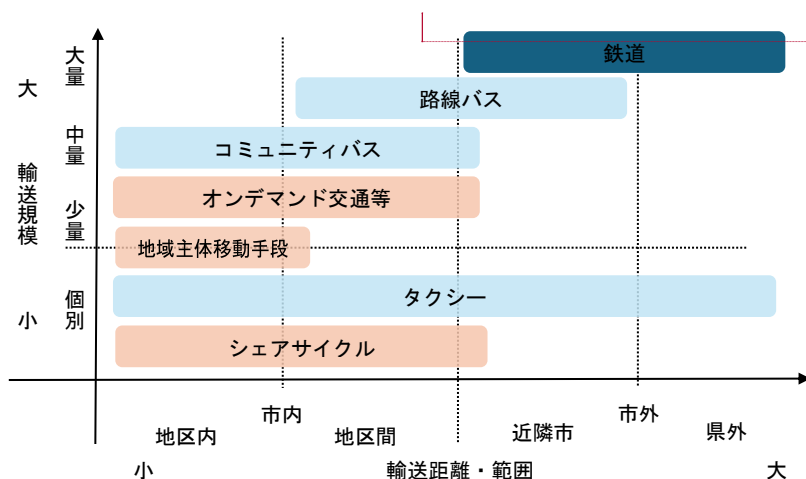 大 輸送規模 小
大量
中量
少量
個別
鉄道
路線バス
コミュニティバス
オンデマンド交通等
地域主体移動手段
タクシー
シェアサイクル
市内
市外
地区内
地区間
近隣市
県外
小
輸送距離・範囲
大